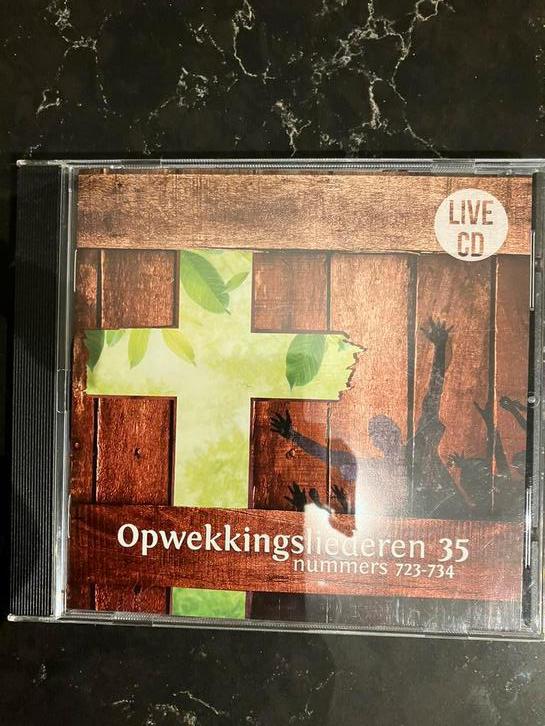 LIVE
CD
Opwekkingsliederen 35
nummers 723-734